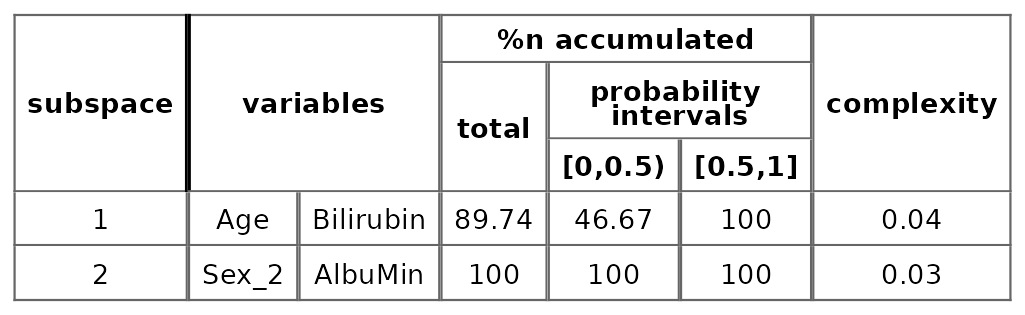 %n accumulated
subspace variables total probability intervals complexity
[0,0.5) [0.5,1]
1 Age Bilirubin 89.74 46.67 100 0.04
2 Sex_2 AlbuMin 100 100 100 0.03